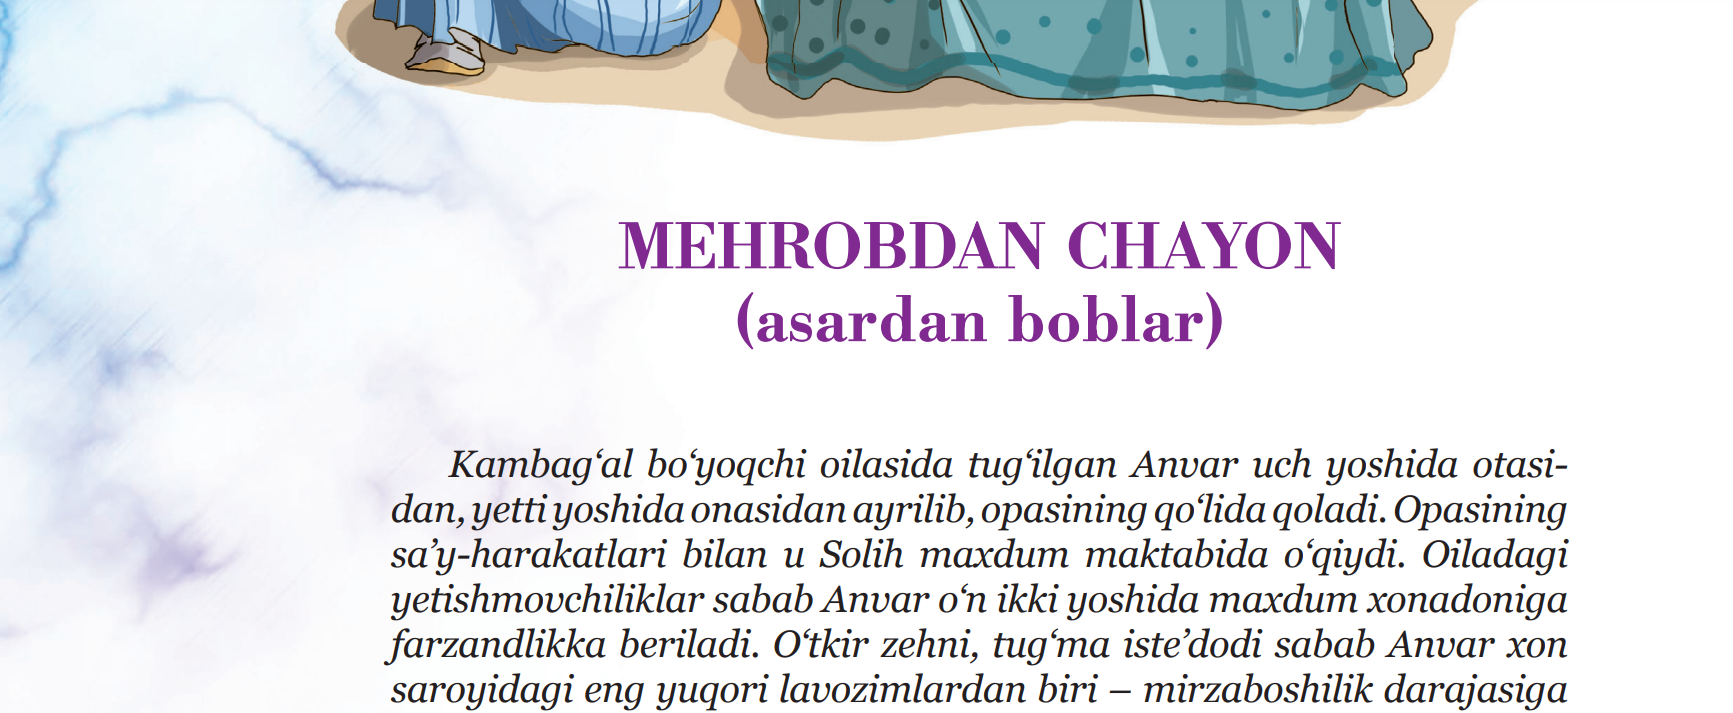 MEHROBDAN CHAYON
(asardan boblar)
Kambag‘al bo‘yoqchi oilasida tug‘ilgan Anvar uch yoshida otasi-
dan, yetti yoshida onasidan ayrilib, opasining qo‘lida qoladi. Opasining
sa’y-harakatlari bilan u Solih maxdum maktabida o‘qiydi. Oiladagi
yetishmovchiliklar sabab Anvar o‘n ikki yoshida maxdum xonadoniga
farzandlikka beriladi. O‘tkir zehni, tug‘ma iste’dodi sabab Anvar xon
saroyidagi eng yuqori lavozimlardan biri – mirzaboshilik darajasiga